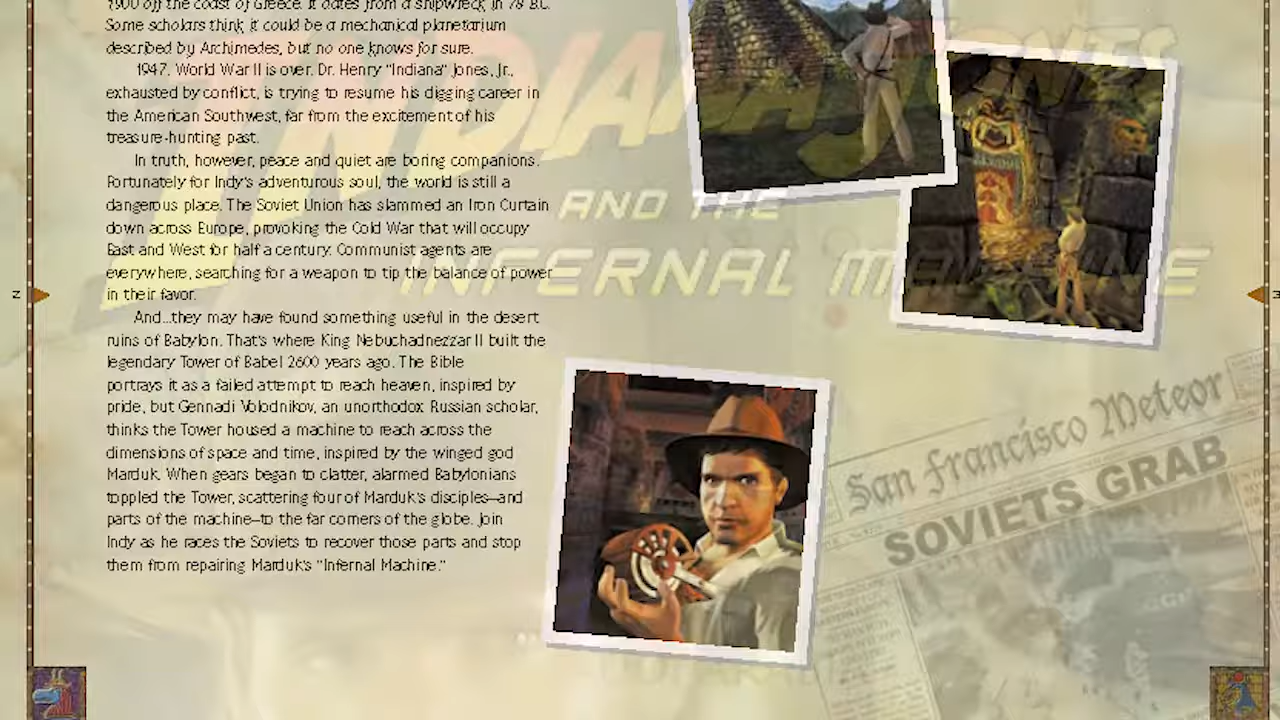 1900 off the coast of Greece. It dates from a shipwreck in 78 B.C.
Some scholars think it could be a mechanical planetarium
described by Archimedes, but no one knows for sure.
1947. World War II is over. Dr. Henry "Indiana" Jones, Jr.,
exhausted by conflict, is trying to resume his digging career in
the American Southwest, far from the excitement of his
treasure-hunting past.
In truth, however, peace and quiet are boring companions.
Fortunately for Indy's adventurous soul, the world is still a
dangerous place. The Soviet Union has slammed an Iron Curtain
down across Europe, provoking the Cold War that will occupy
East and West for half a century. Communist agents are
everywhere, searching for a weapon to tip the balance of power
in their favor.
And...they may have found something useful in the desert
ruins of Babylon. That's where King Nebuchadnezzar II built the
legendary Tower of Babel 2600 years ago. The Bible
portrays it as a failed attempt to reach heaven, inspired by
pride, but Gennadi Volodnikov, an unorthodox Russian scholar,
thinks the Tower housed a machine to reach across the
dimensions of space and time, inspired by the winged god
Marduk. When gears began to clatter, alarmed Babylonians
toppled the Tower, scattering four of Marduk's disciples—and
parts of the machine—to the far corners of the globe. Join
Indy as he races the Soviets to recover those parts and stop
them from repairing Marduk's "Infernal Machine."
2
INDIANA JONES
AND THE
INFERNAL MACHINE
3
San Francisco Meteor
SOVIETS GRAB